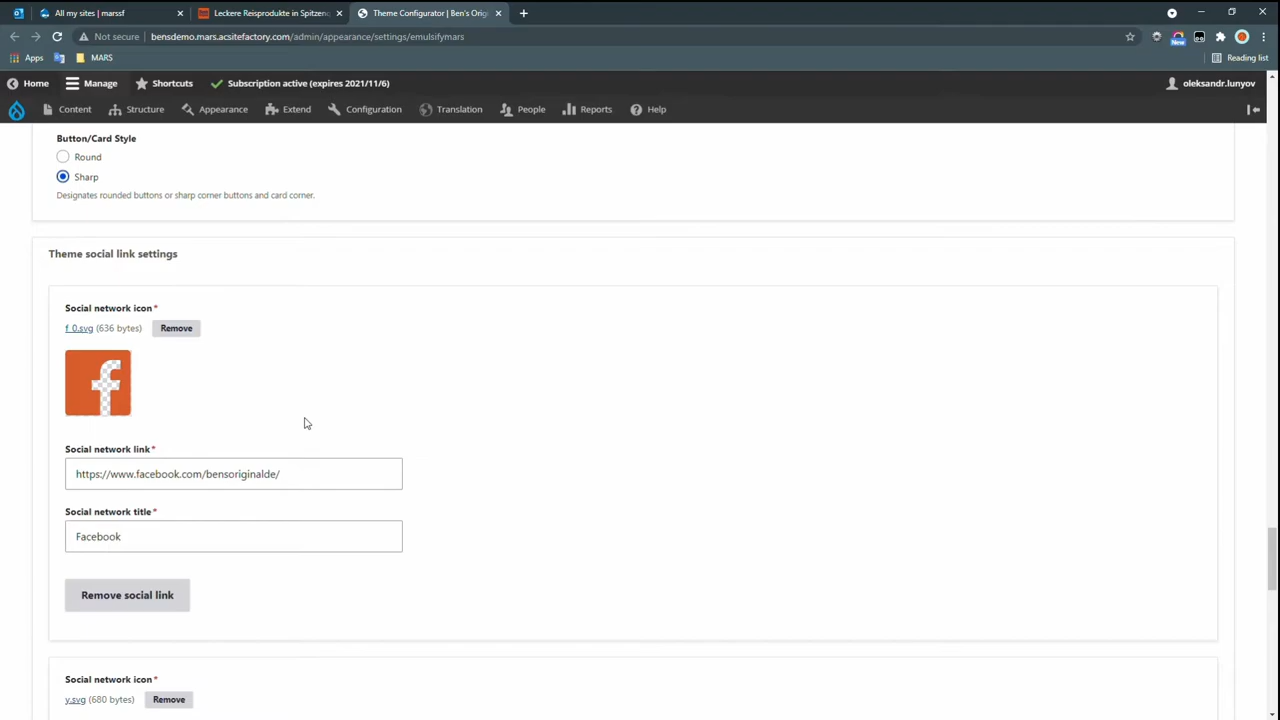 All my sites | marssf
Leckere Reisprodukte in Spitzenq
Theme Configurator | Ben's Orig
Not secure
bensdemo.mars.acsitefactory.com/admin/appearance/settings/emulsifymars
New
Apps
MARS
Reading list
Home
Manage
Shortcuts
Subscription active (expires 2021/11/6)
oleksandr.lunyov
Content
Structure
Appearance
Extend
Configuration
Translation
People
Reports
Help
Button/Card Style
Round
Sharp
Designates rounded buttons or sharp corner buttons and card corner.
Theme social link settings
Social network icon*
f_0.svg (636 bytes) Remove
Social network link*
https://www.facebook.com/bensoriginalde/
Social network title*
Facebook
Remove social link
Social network icon*
y.svg (680 bytes) Remove